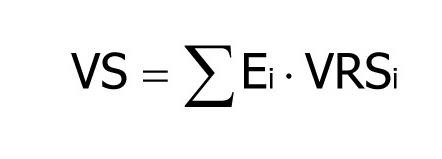 VS = ∑Ei · VRSi